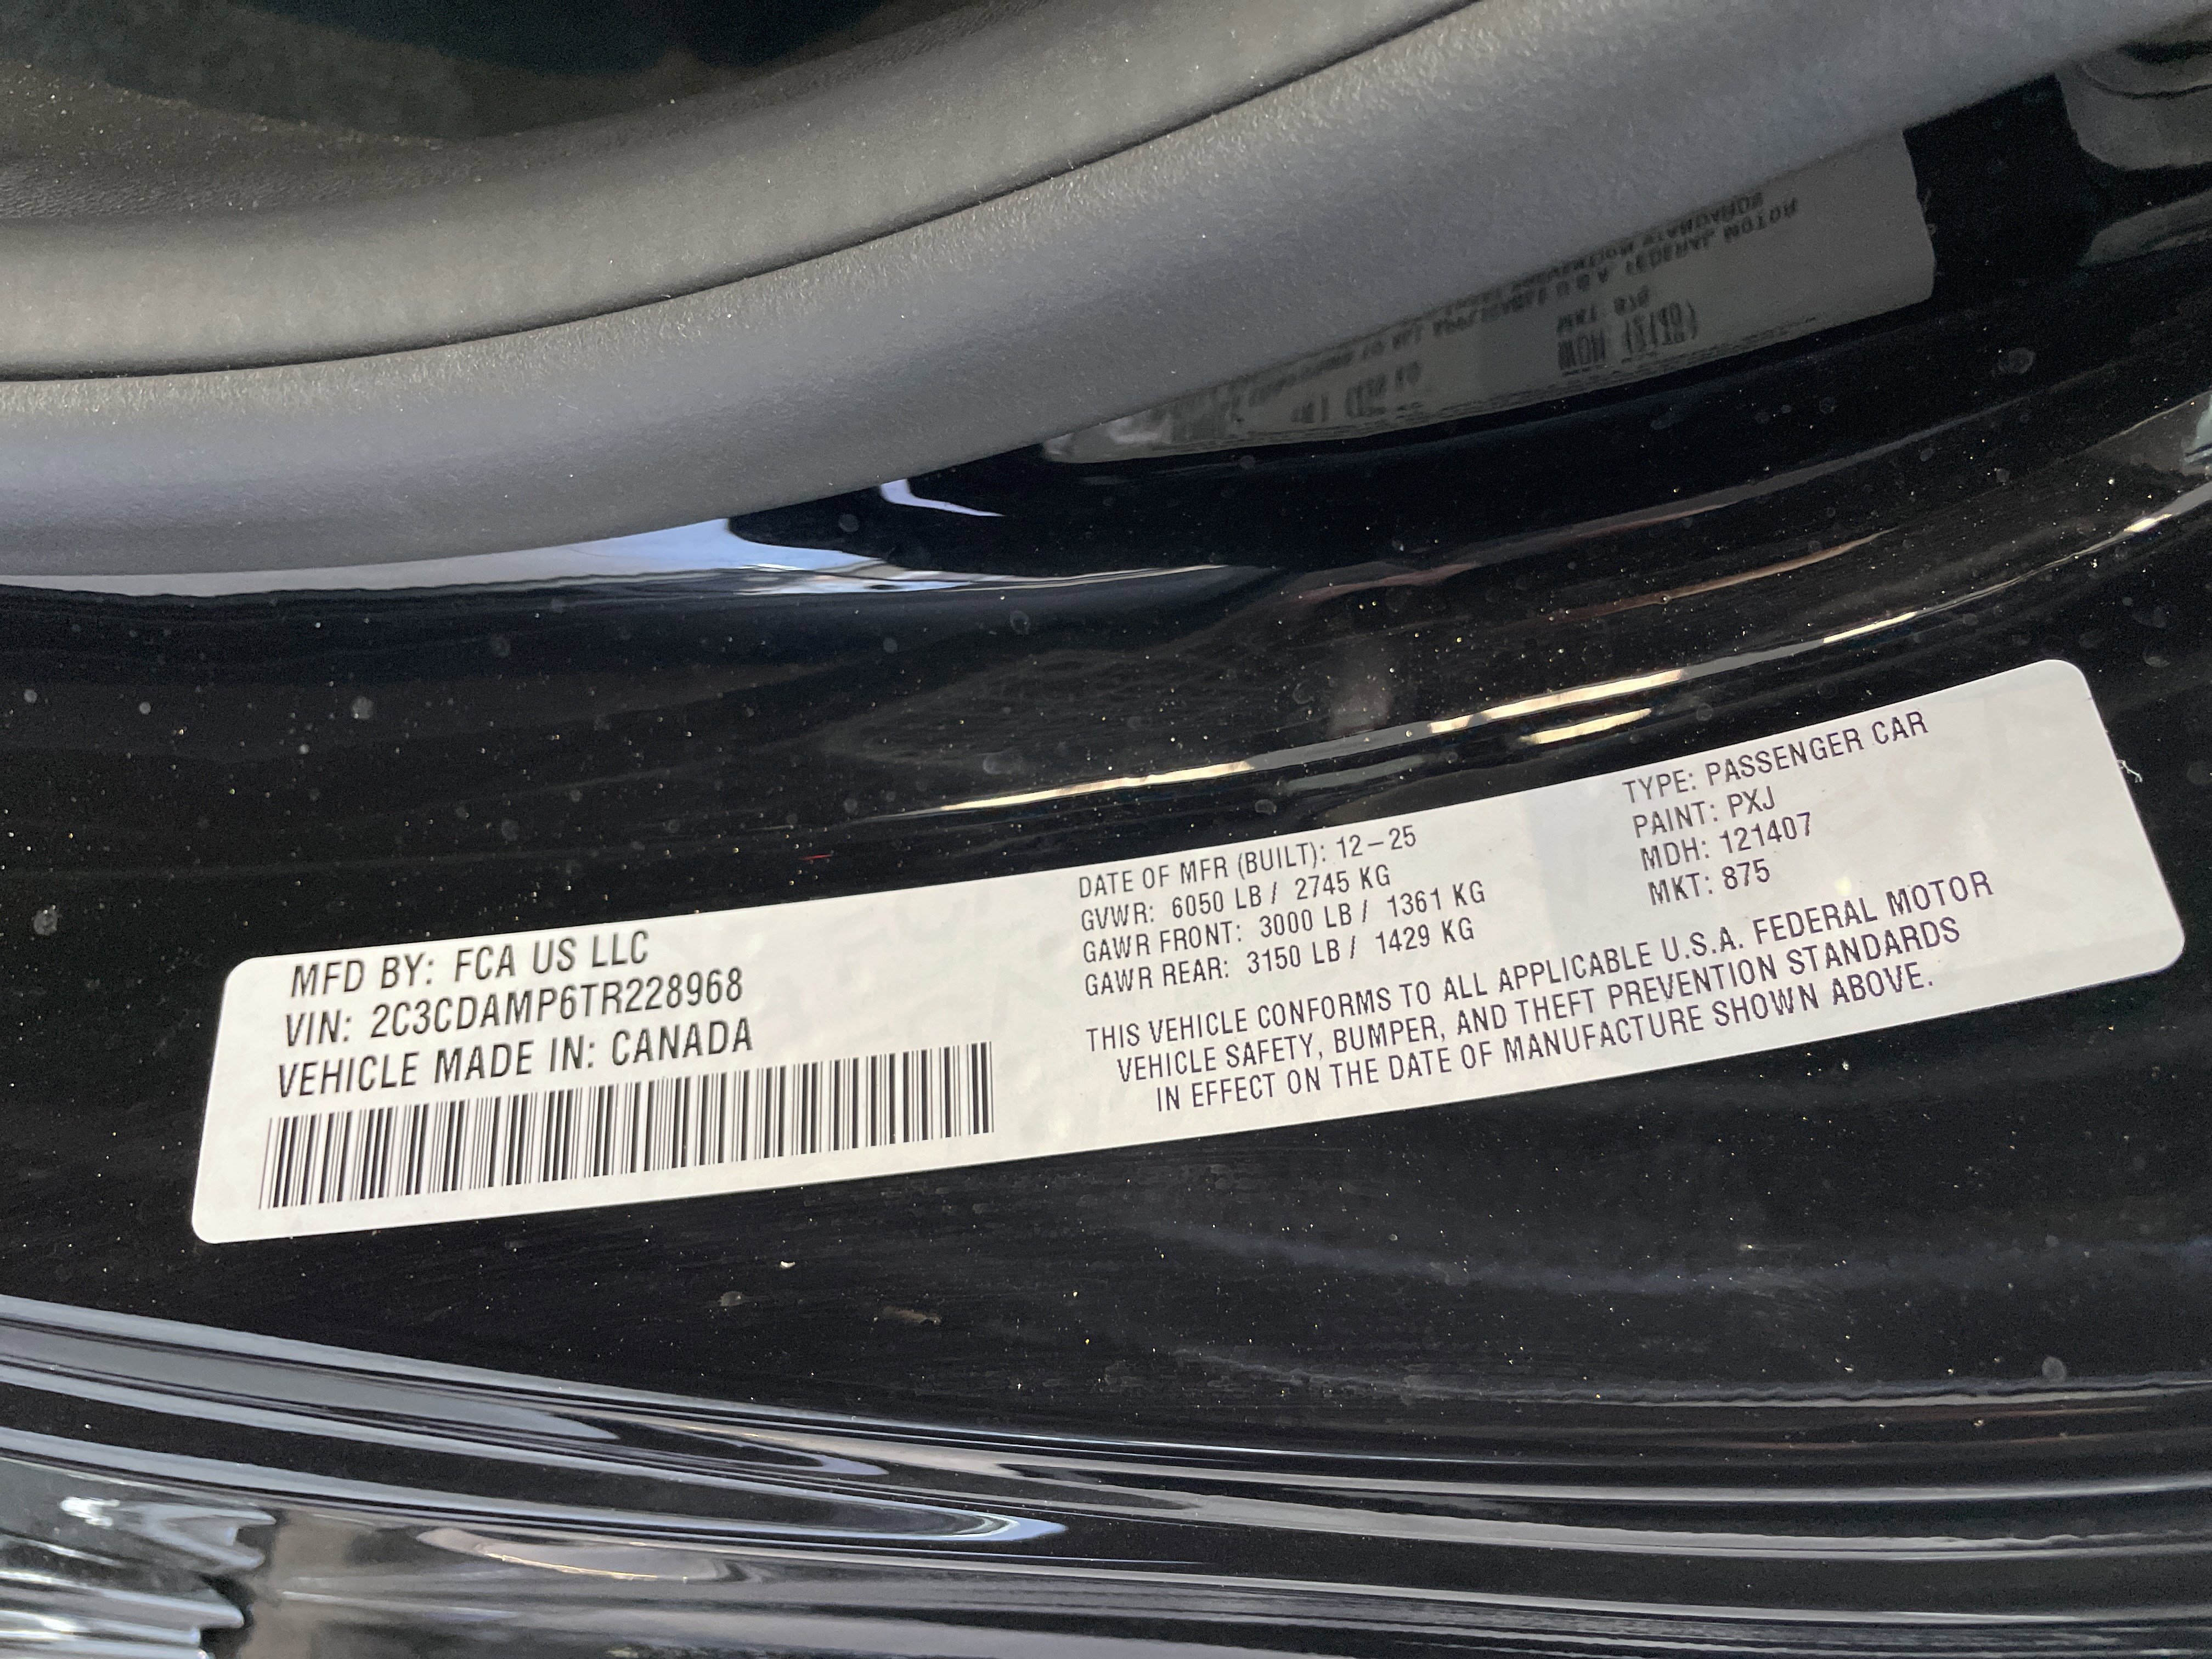 MFD BY: FCA US LLC
VIN: 2C3CDAMP6TR228968
VEHICLE MADE IN: CANADA
DATE OF MFR (BUILT): 12-25
GVWR: 6050 LB / 2745 KG
GAWR FRONT: 3000 LB / 1361 KG
GAWR REAR: 3150 LB / 1429 KG
TYPE: PASSENGER CAR
PAINT: PXJ
MDH: 121407
MKT: 875
THIS VEHICLE CONFORMS TO ALL APPLICABLE U.S.A. FEDERAL MOTOR
VEHICLE SAFETY, BUMPER, AND THEFT PREVENTION STANDARDS
IN EFFECT ON THE DATE OF MANUFACTURE SHOWN ABOVE.